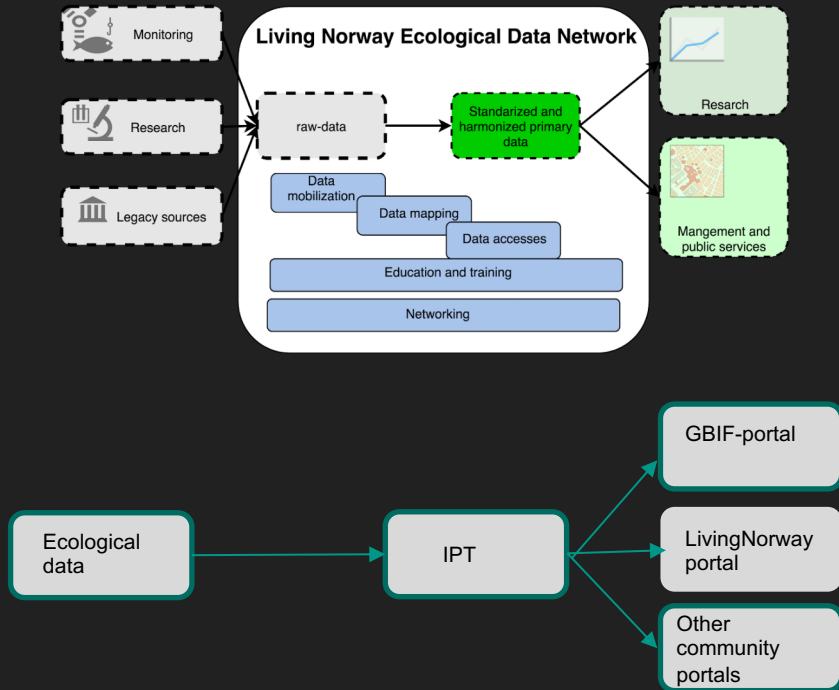 Living Norway Ecological Data Network
Monitoring
Research
Legacy sources
raw-data
Standarized and
harmonized primary
data
Data
mobilization
Data mapping
Data accesses
Education and training
Networking
Resarch
Mangement and
public services
Ecological
data
IPT
GBIF-portal
LivingNorway
portal
Other
community
portals